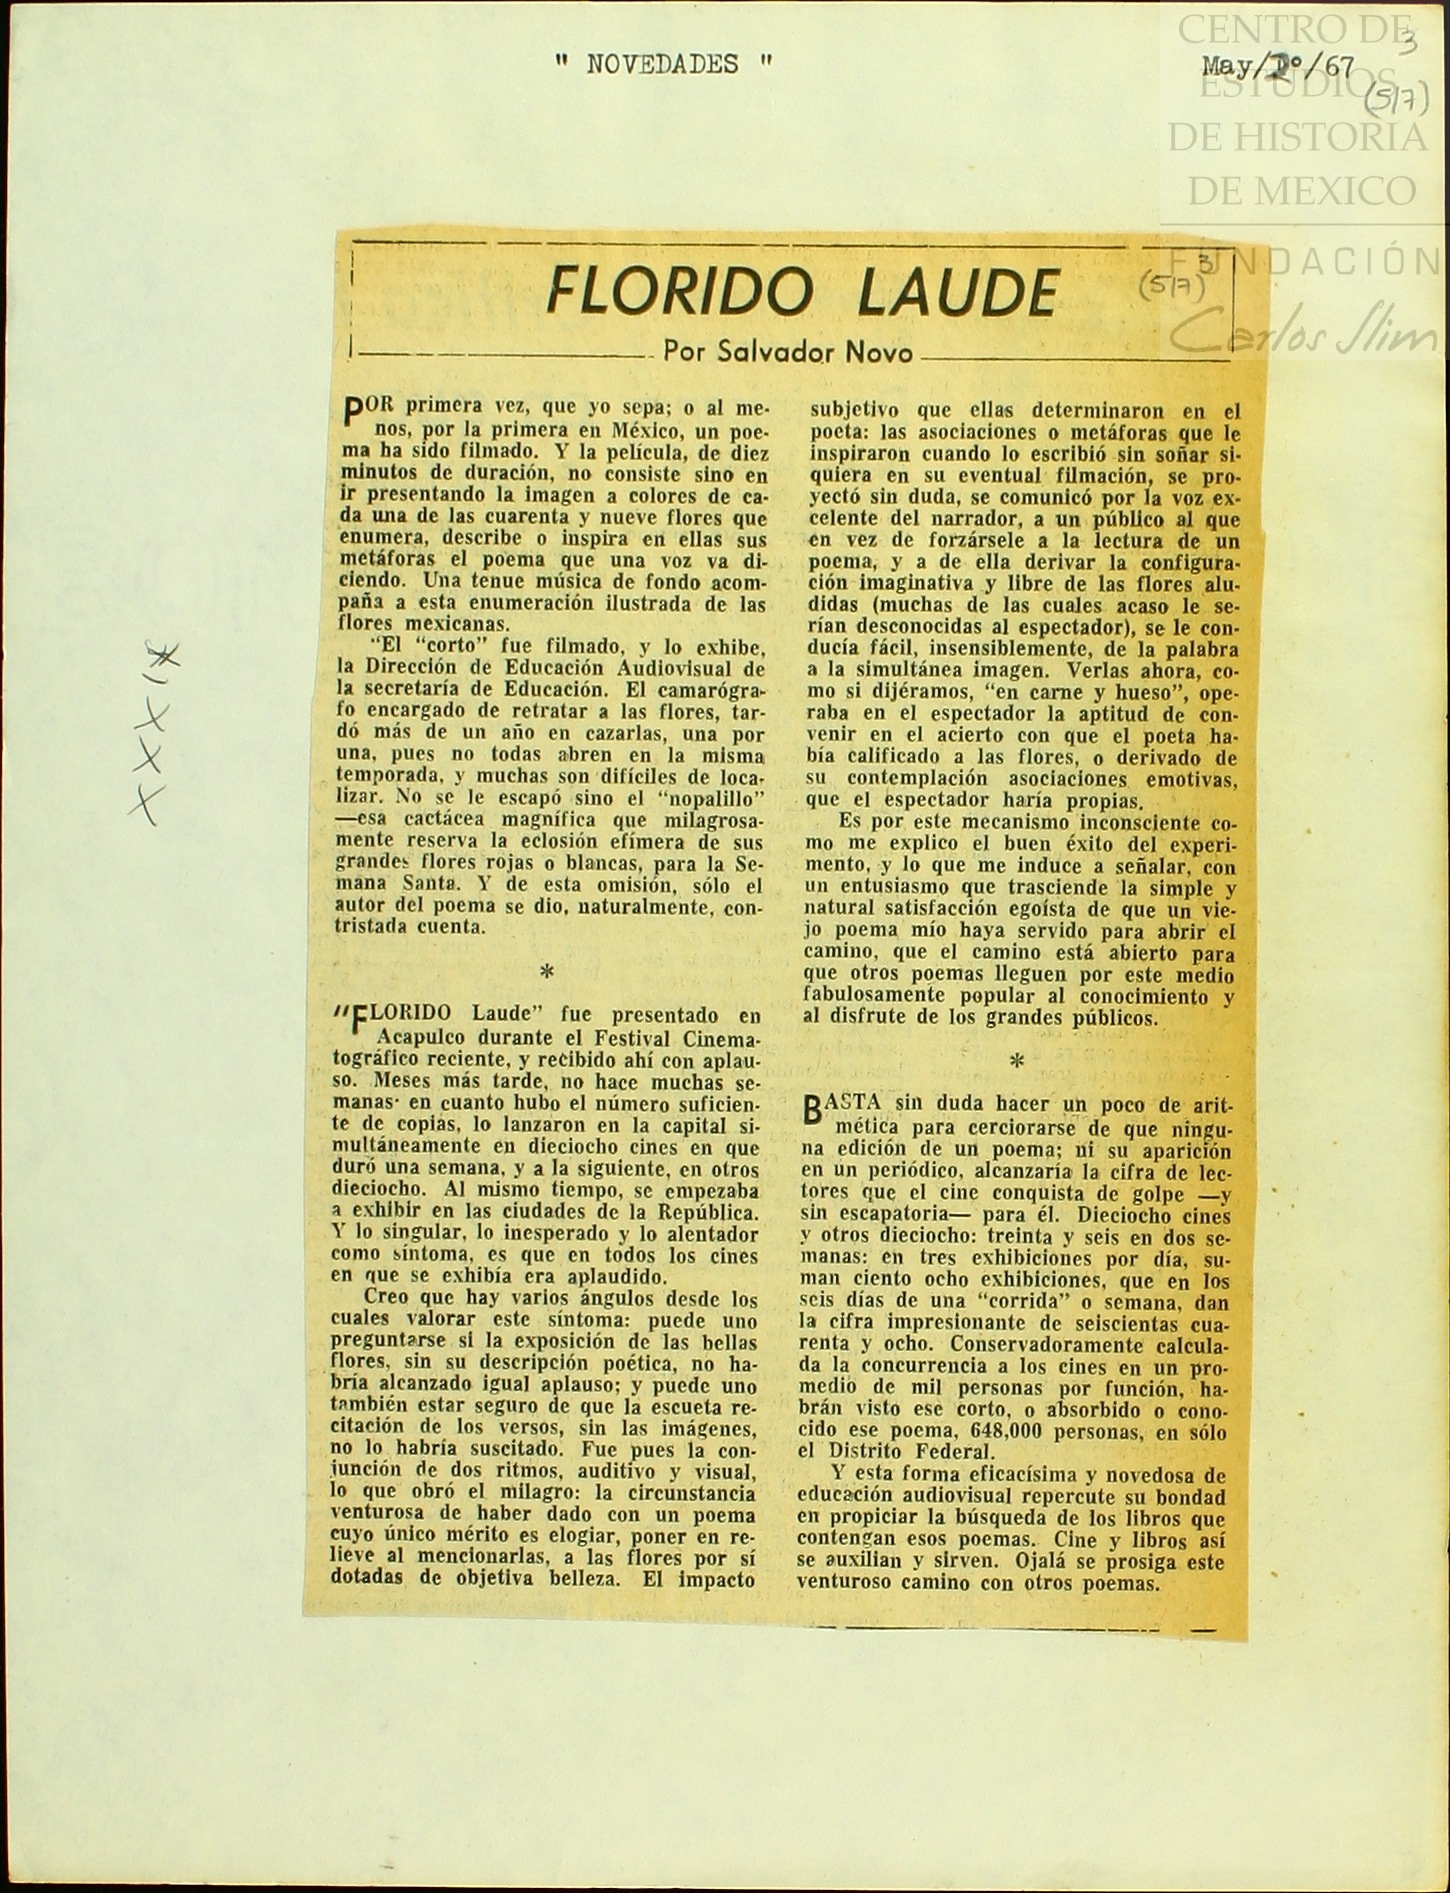 " NOVEDADES "
May/1o/67
3
(5/7)
CENTRO DE
ESTUDIOS
DE HISTORIA
DE MEXICO
FUNDACIÓN
Carlos Slim
FLORIDO LAUDE
3
(5/7)
Por Salvador Novo
POR primera vez, que yo sepa; o al me-
nos, por la primera en México, un poe-
ma ha sido filmado. Y la película, de diez
minutos de duración, no consiste sino en
ir presentando la imagen a colores de ca-
da una de las cuarenta y nueve flores que
enumera, describe o inspira en ellas sus
metáforas el poema que una voz va di-
ciendo. Una tenue música de fondo acom-
paña a esta enumeración ilustrada de las
flores mexicanas.
"El "corto" fue filmado, y lo exhibe,
la Dirección de Educación Audiovisual de
la secretaría de Educación. El camarógra-
fo encargado de retratar a las flores, tar-
dó más de un año en cazarlas, una por
una, pues no todas abren en la misma
temporada, y muchas son difíciles de loca-
lizar. No se le escapó sino el "nopalillo"
—esa cactácea magnífica que milagrosa-
mente reserva la eclosión efímera de sus
grandes flores rojas o blancas, para la Se-
mana Santa. Y de esta omisión, sólo el
autor del poema se dio, naturalmente, con-
tristada cuenta.
*
"FLORIDO Laude" fue presentado en
Acapulco durante el Festival Cinema-
tográfico reciente, y recibido ahí con aplau-
so. Meses más tarde, no hace muchas se-
manas· en cuanto hubo el número suficien-
te de copias, lo lanzaron en la capital si-
multáneamente en dieciocho cines en que
duró una semana, y a la siguiente, en otros
dieciocho. Al mismo tiempo, se empezaba
a exhibir en las ciudades de la República.
Y lo singular, lo inesperado y lo alentador
como síntoma, es que en todos los cines
en que se exhibía era aplaudido.
Creo que hay varios ángulos desde los
cuales valorar este síntoma: puede uno
preguntarse si la exposición de las bellas
flores, sin su descripción poética, no ha-
bría alcanzado igual aplauso; y puede uno
también estar seguro de que la escueta re-
citación de los versos, sin las imágenes,
no lo habría suscitado. Fue pues la con-
junción de dos ritmos, auditivo y visual,
lo que obró el milagro: la circunstancia
venturosa de haber dado con un poema
cuyo único mérito es elogiar, poner en re-
lieve al mencionarlas, a las flores por sí
dotadas de objetiva belleza. El impacto
subjetivo que ellas determinaron en el
poeta: las asociaciones o metáforas que le
inspiraron cuando lo escribió sin soñar si-
quiera en su eventual filmación, se pro-
yectó sin duda, se comunicó por la voz ex-
celente del narrador, a un público al que
en vez de forzársele a la lectura de un
poema, y a de ella derivar la configura-
ción imaginativa y libre de las flores alu-
didas (muchas de las cuales acaso le se-
rían desconocidas al espectador), se le con-
ducía fácil, insensiblemente, de la palabra
a la simultánea imagen. Verlas ahora, co-
mo si dijéramos, "en carne y hueso", ope-
raba en el espectador la aptitud de con-
venir en el acierto con que el poeta ha-
bía calificado a las flores, o derivado de
su contemplación asociaciones emotivas,
que el espectador haría propias.
Es por este mecanismo inconsciente co-
mo me explico el buen éxito del experi-
mento, y lo que me induce a señalar, con
un entusiasmo que trasciende la simple y
natural satisfacción egoísta de que un vie-
jo poema mío haya servido para abrir el
camino, que el camino está abierto para
que otros poemas lleguen por este medio
fabulosamente popular al conocimiento y
al disfrute de los grandes públicos.
*
BASTA sin duda hacer un poco de arit-
mética para cerciorarse de que ningu-
na edición de un poema; ni su aparición
en un periódico, alcanzaría la cifra de lec-
tores que el cine conquista de golpe —y
sin escapatoria— para él. Dieciocho cines
y otros dieciocho: treinta y seis en dos se-
manas: en tres exhibiciones por día, su-
man ciento ocho exhibiciones, que en los
seis días de una "corrida" o semana, dan
la cifra impresionante de seiscientas cua-
renta y ocho. Conservadoramente calcula-
da la concurrencia a los cines en un pro-
medio de mil personas por función, ha-
brán visto ese corto, o absorbido o cono-
cido ese poema, 648,000 personas, en sólo
el Distrito Federal.
Y esta forma eficacísima y novedosa de
educación audiovisual repercute su bondad
en propiciar la búsqueda de los libros que
contengan esos poemas. Cine y libros así
se auxilian y sirven. Ojalá se prosiga este
venturoso camino con otros poemas.